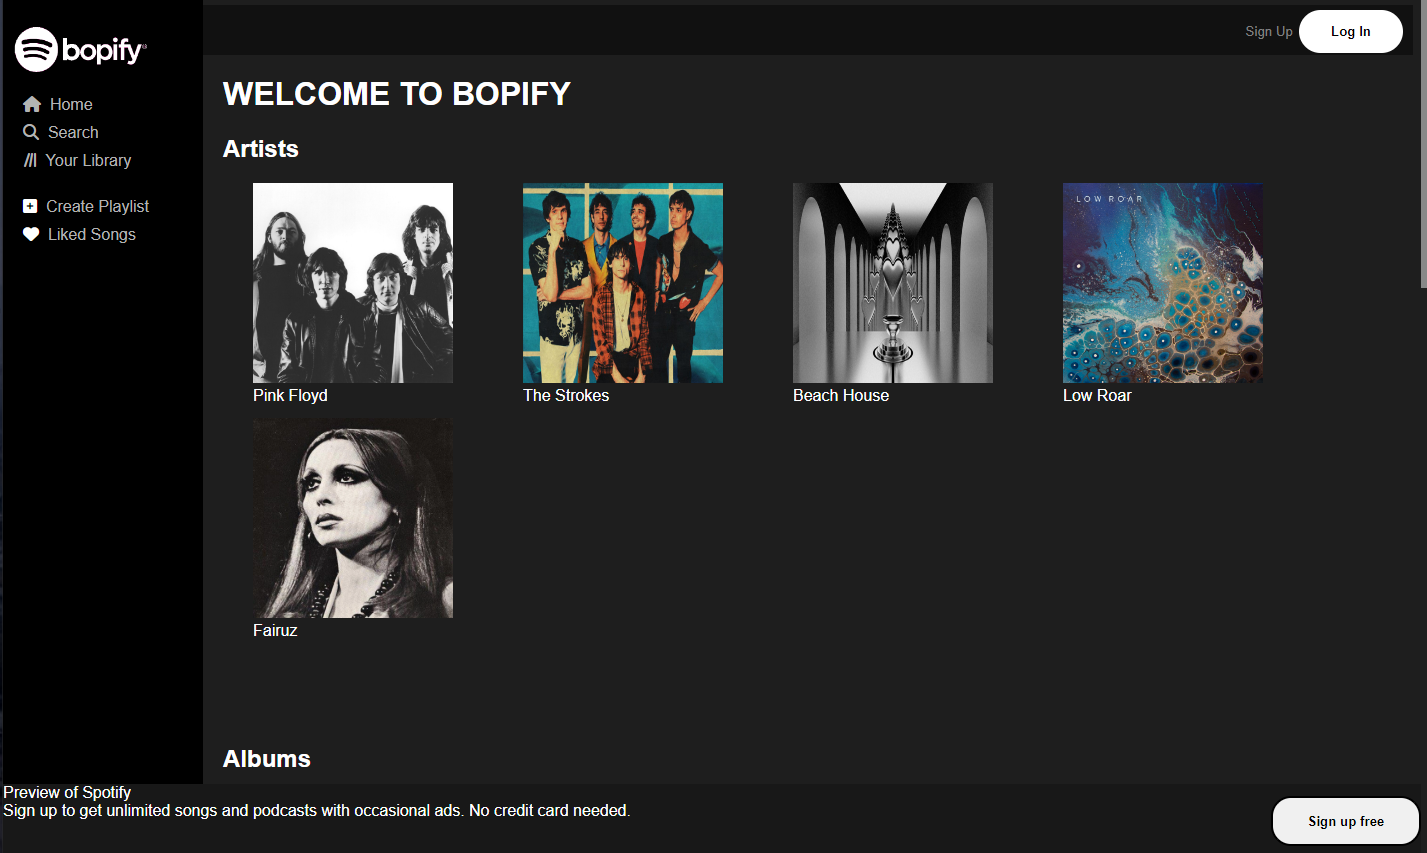 bopify
Sign Up
Log In
Home
Search
Your Library
Create Playlist
Liked Songs
WELCOME TO BOPIFY
Artists
LOW ROAR
Pink Floyd
The Strokes
Beach House
Low Roar
Fairuz
Albums
Preview of Spotify
Sign up to get unlimited songs and podcasts with occasional ads. No credit card needed.
Sign up free